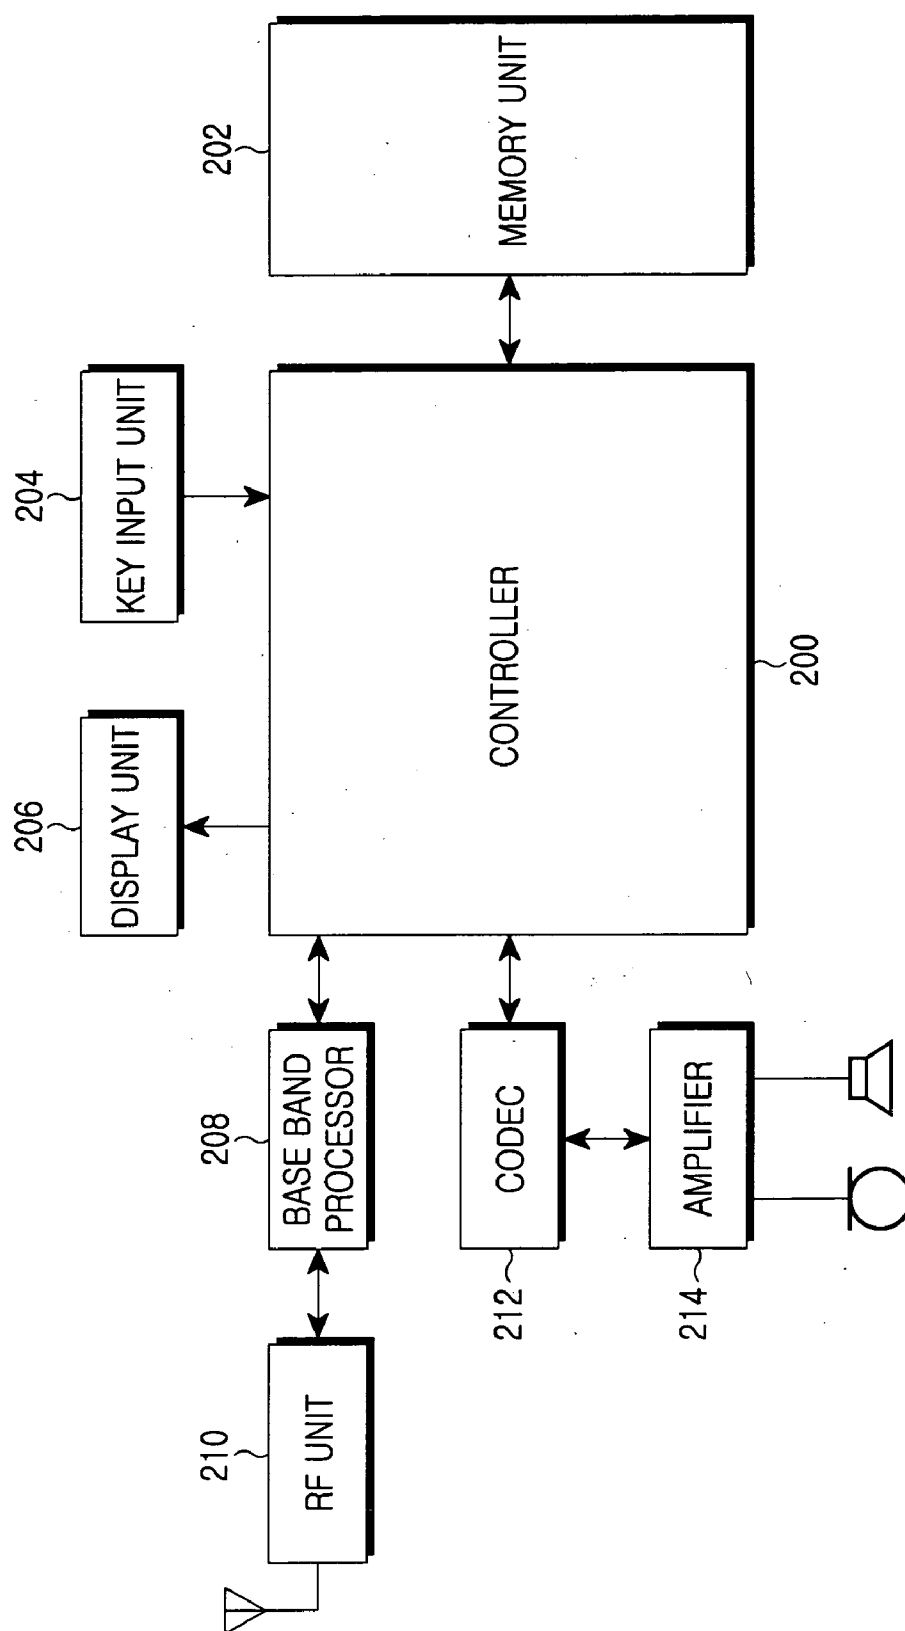 210
RF UNIT
208
BASE BAND
PROCESSOR
206
DISPLAY UNIT
204
KEY INPUT UNIT
202
MEMORY UNIT
CONTROLLER
200
CODEC
212
AMPLIFIER
214